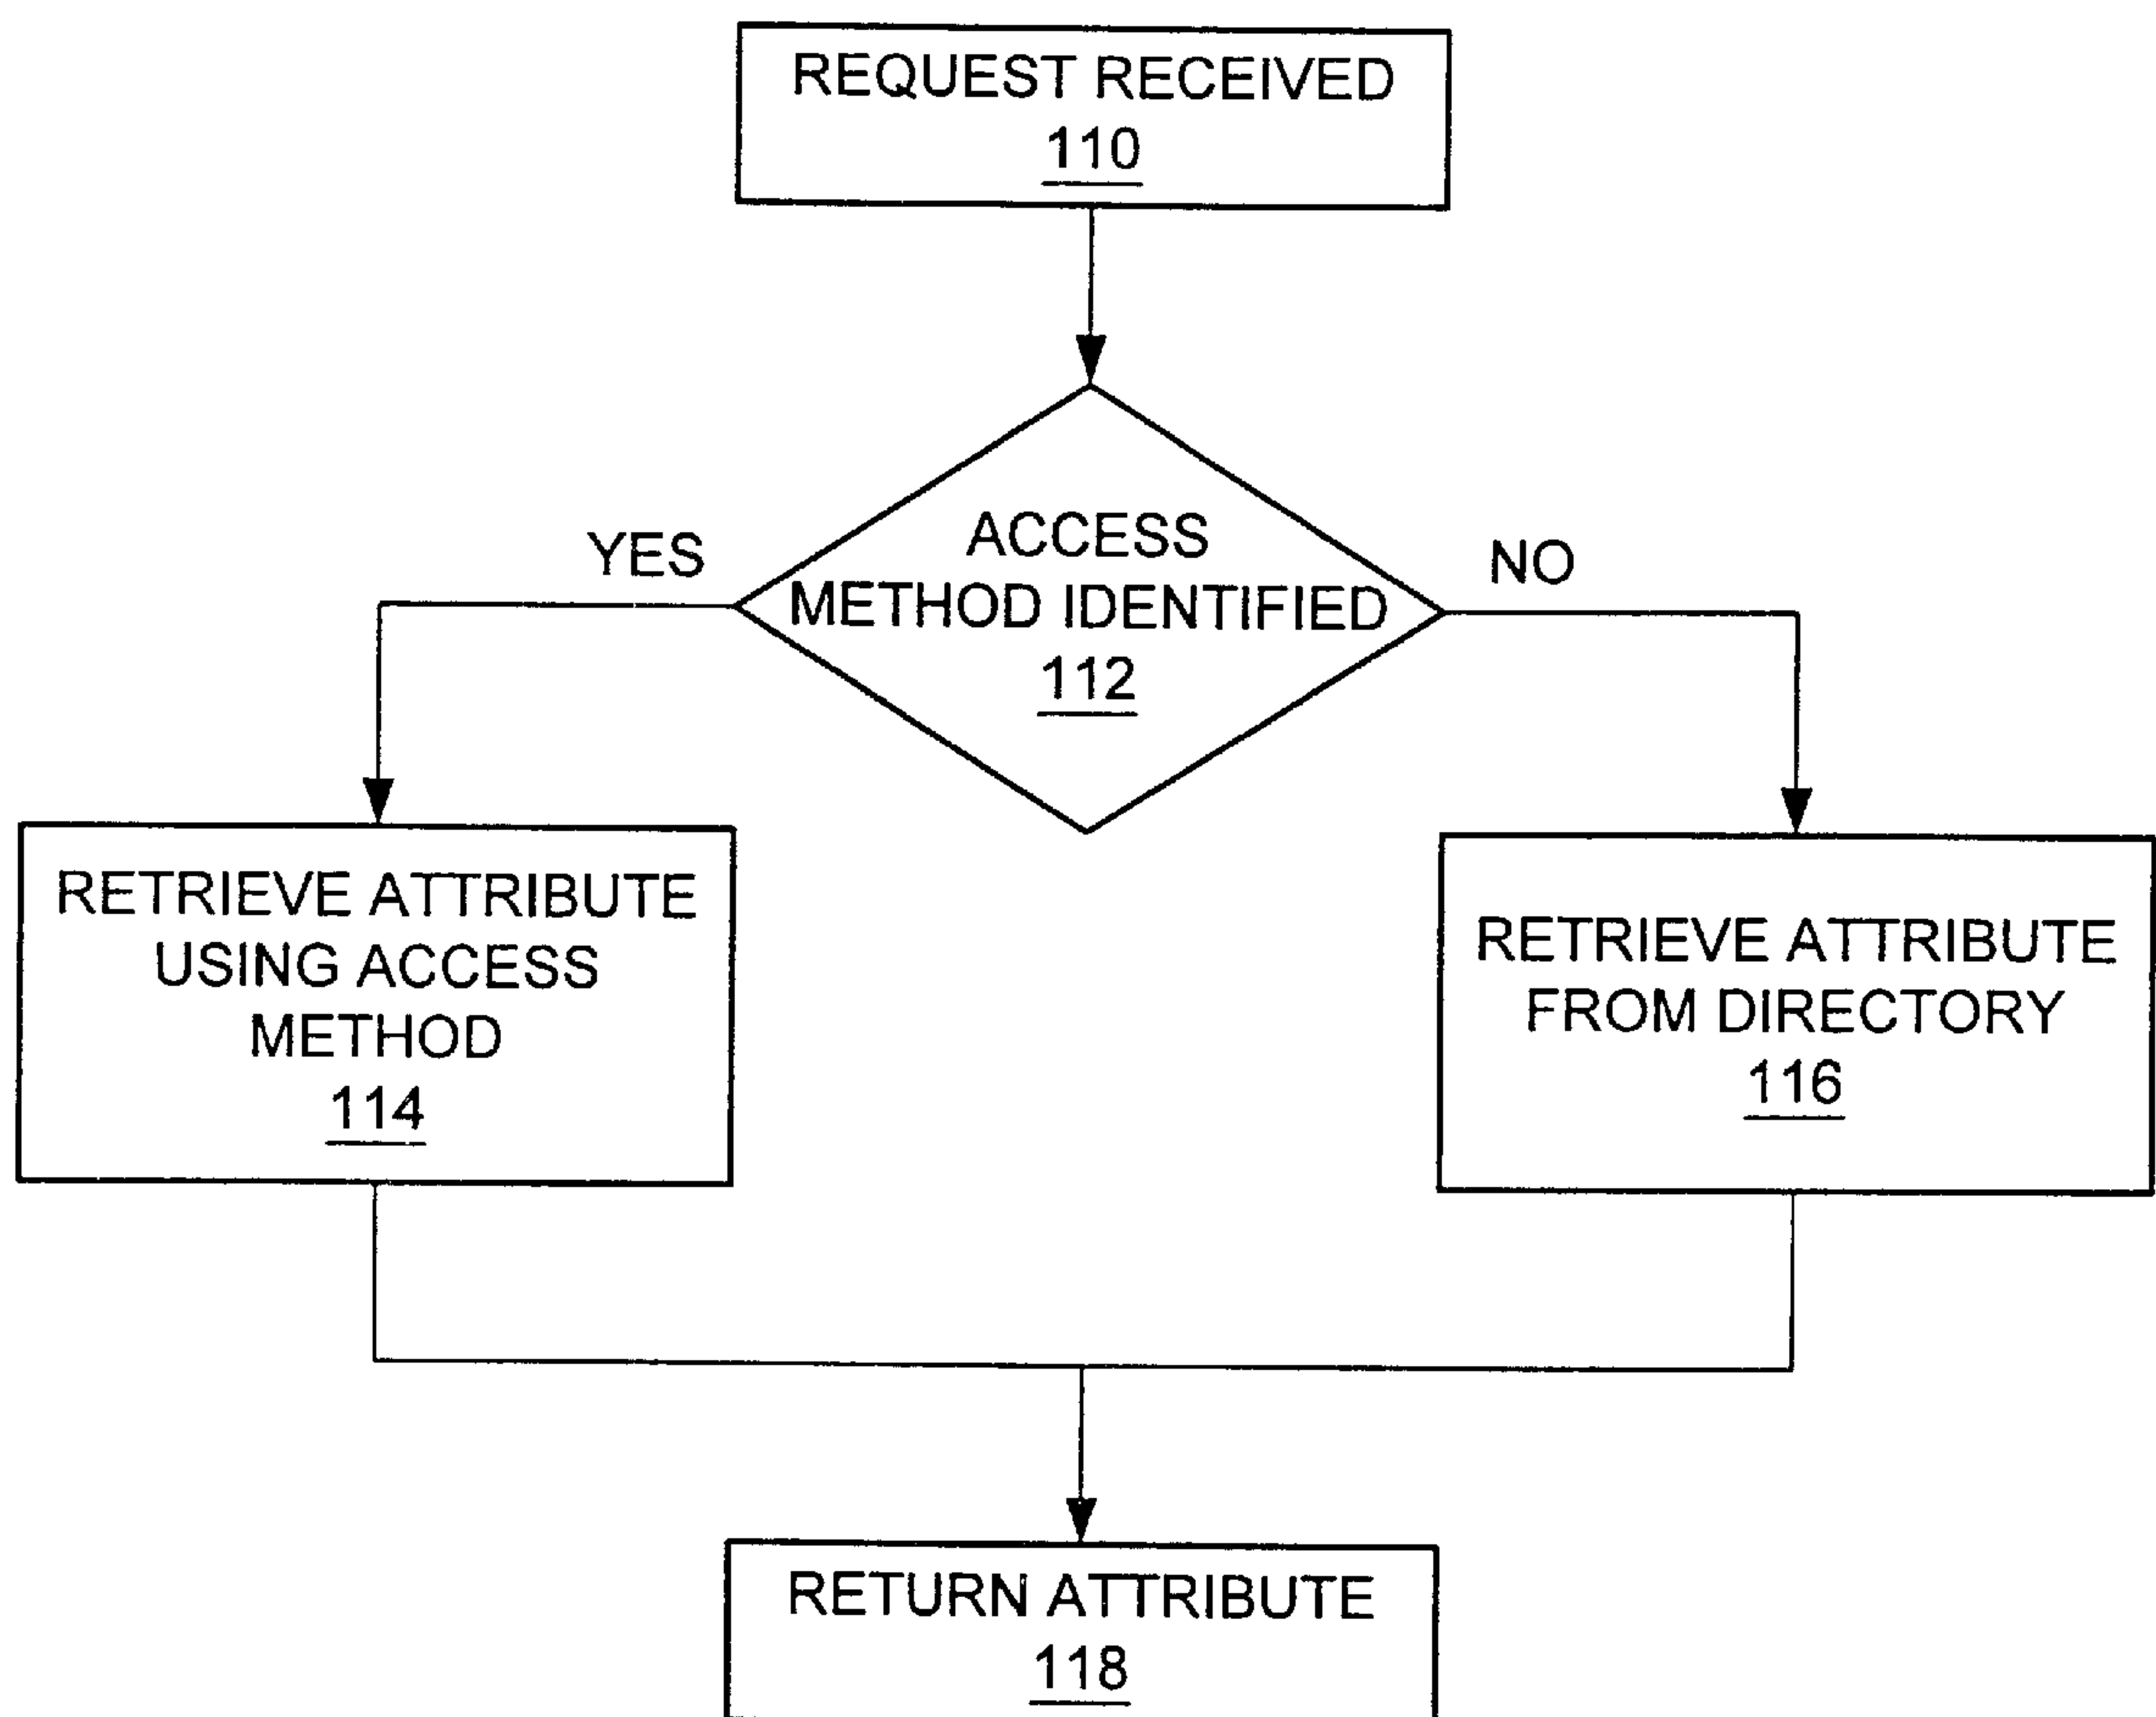 REQUEST RECEIVED
110
ACCESS
METHOD IDENTIFIED
112
YES
NO
RETRIEVE ATTRIBUTE
USING ACCESS
METHOD
114
RETRIEVE ATTRIBUTE
FROM DIRECTORY
116
RETURN ATTRIBUTE
118